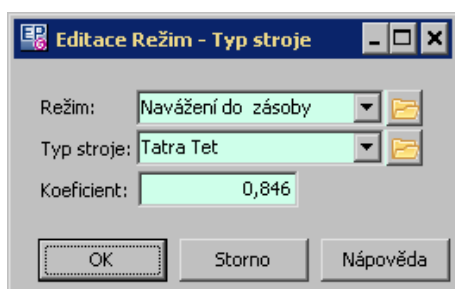 Editace Režim - Typ stroje
Režim: Navážení do zásoby
Typ stroje: Tatra Tet
Koeficient: 0,846
OK Storno Nápověda